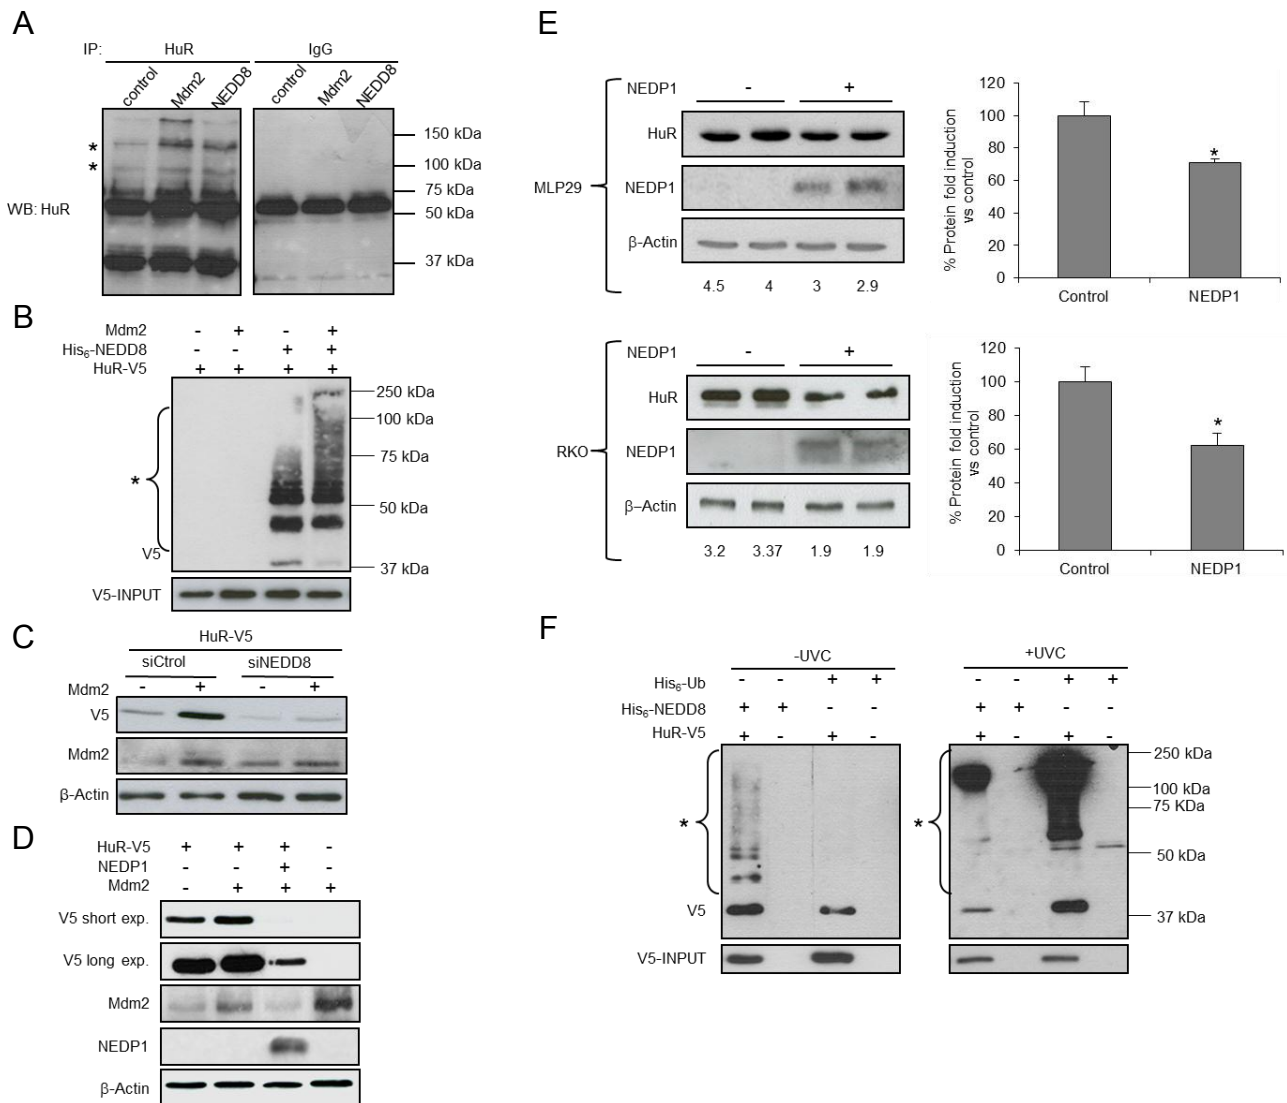 A
IP: HuR IgG
control Mdm2 NEDD8 control Mdm2 NEDD8
150 kDa
*
100 kDa
*
75 kDa
WB: HuR
50 kDa
37 kDa
B
Mdm2 - + - +
His6-NEDD8 - - + +
HuR-V5 + + + +
250 kDa
100 kDa
75 kDa
*
50 kDa
V5
37 kDa
V5-INPUT
C
HuR-V5
siCtrol siNEDD8
Mdm2 - + - +
V5
Mdm2
β-Actin
D
HuR-V5 + + + -
NEDP1 - - + -
Mdm2 - + + +
V5 short exp.
V5 long exp.
Mdm2
NEDP1
β-Actin
E
MLP29
NEDP1 - +
HuR
NEDP1
β-Actin
4.5 4 3 2.9
% Protein fold induction
vs control
120
100
80
60
40
20
0
*
Control NEDP1
RKO
NEDP1 - +
HuR
NEDP1
β–Actin
3.2 3.37 1.9 1.9
% Protein fold induction
vs control
120
100
80
60
40
20
0
*
Control NEDP1
F
-UVC +UVC
His6-Ub - - + + - - + +
His6-NEDD8 + + - - + + - -
HuR-V5 + - + - + - + -
250 kDa
100 kDa
75 KDa
* *
50 kDa
V5
37 kDa
V5-INPUT